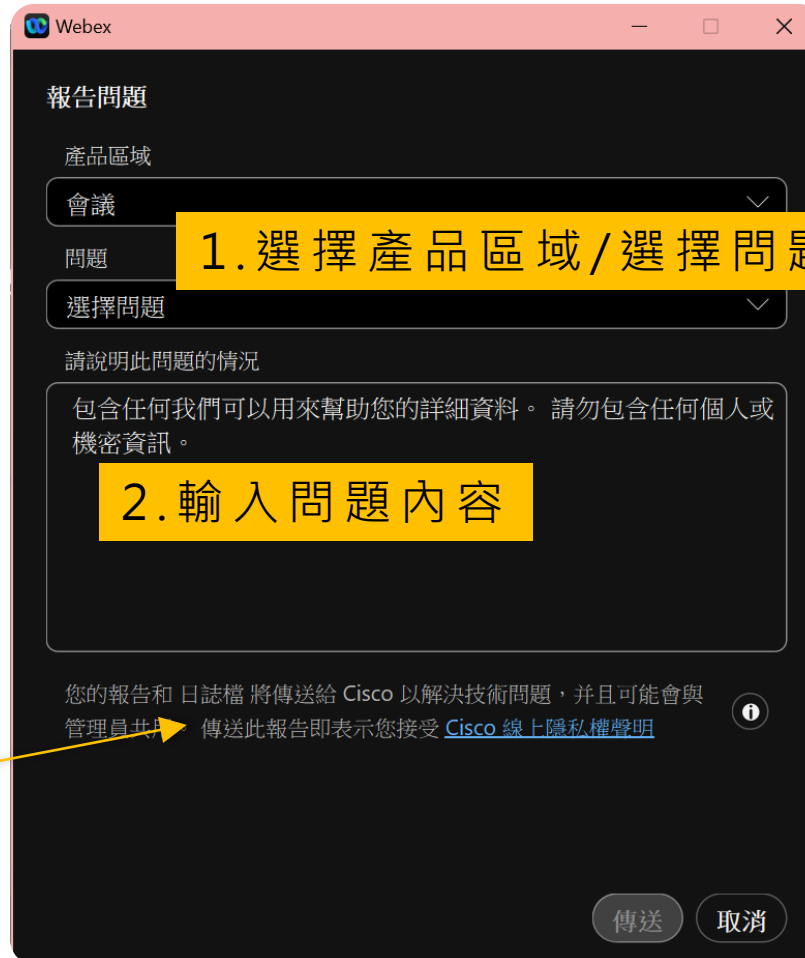 Webex
報告問題
產品區域
會議
1.選擇產品區域/選擇問
問題
選擇問題
請說明此問題的情況
包含任何我們可以用來幫助您的詳細資料。 請勿包含任何個人或
機密資訊。
2.輸入問題內容
您的報告和 日誌檔 將傳送給 Cisco 以解決技術問題，并且可能會與
管理員共 傳送此報告即表示您接受 Cisco 線上隱私權聲明
傳送
取消